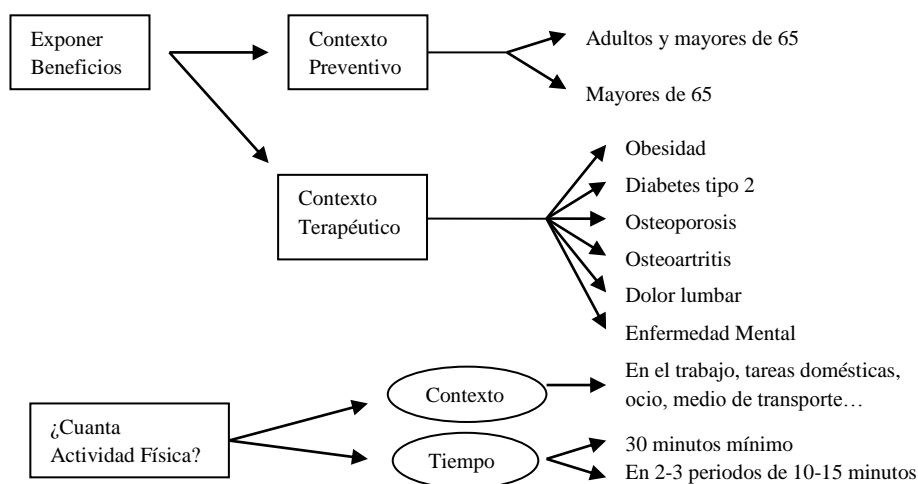 Exponer
Beneficios
Contexto
Preventivo
Adultos y mayores de 65
Mayores de 65
Contexto
Terapéutico
Obesidad
Diabetes tipo 2
Osteoporosis
Osteoartritis
Dolor lumbar
Enfermedad Mental
¿Cuanta
Actividad Física?
Contexto
En el trabajo, tareas domésticas,
ocio, medio de transporte…
Tiempo
30 minutos mínimo
En 2-3 periodos de 10-15 minutos